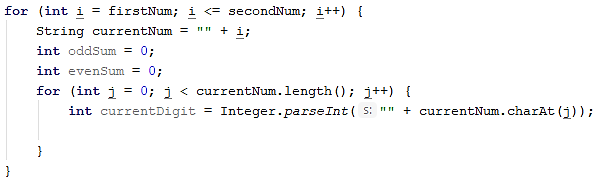 for (int i = firstNum; i <= secondNum; i++) {
    String currentNum = "" + i;
    int oddSum = 0;
    int evenSum = 0;
    for (int j = 0; j < currentNum.length(); j++) {
        int currentDigit = Integer.parseInt( s: "" + currentNum.charAt(j));
    }
}